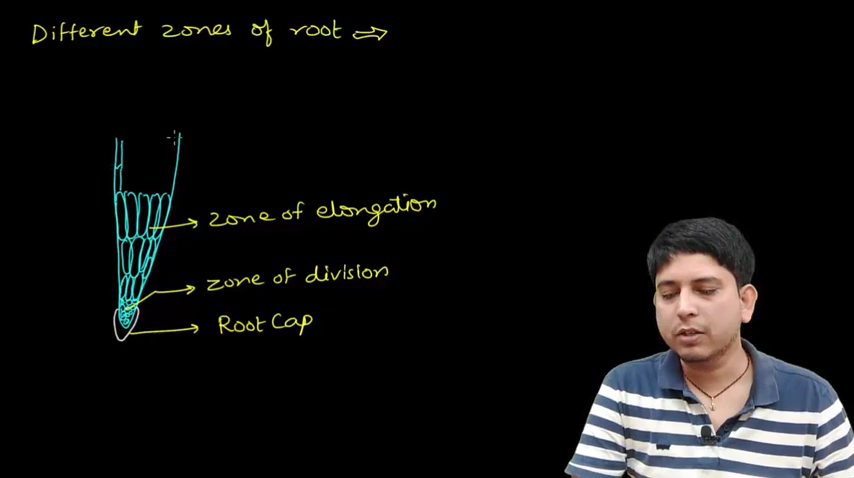 Different zones of root ⇒
zone of elongation
zone of division
Root Cap